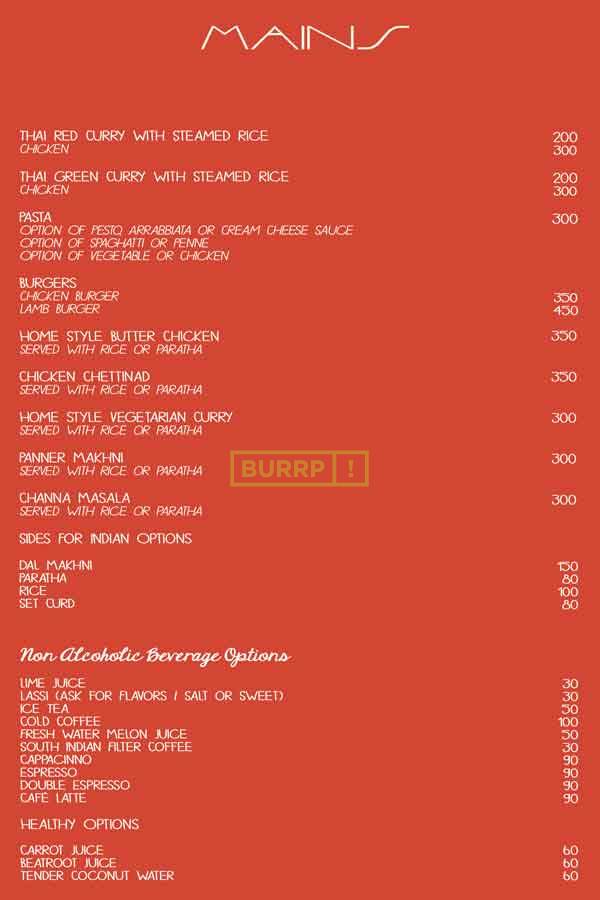 MAINS
THAI RED CURRY WITH STEAMED RICE 200
CHICKEN 300
THAI GREEN CURRY WITH STEAMED RICE 200
CHICKEN 300
PASTA 300
OPTION OF PESTO, ARRABBIATA OR CREAM CHEESE SAUCE
OPTION OF SPAGHATTI OR PENNE
OPTION OF VEGETABLE OR CHICKEN
BURGERS
CHICKEN BURGER 350
LAMB BURGER 450
HOME STYLE BUTTER CHICKEN 350
SERVED WITH RICE OR PARATHA
CHICKEN CHETTINAD 350
SERVED WITH RICE OR PARATHA
HOME STYLE VEGETARIAN CURRY 300
SERVED WITH RICE OR PARATHA
PANNER MAKHNI 300
SERVED WITH RICE OR PARATHA
BURRP!
CHANNA MASALA 300
SERVED WITH RICE OR PARATHA
SIDES FOR INDIAN OPTIONS
DAL MAKHNI 150
PARATHA 80
RICE 100
SET CURD 80
Non Alcoholic Beverage Options
LIME JUICE 30
LASSI (ASK FOR FLAVORS / SALT OR SWEET) 30
ICE TEA 50
COLD COFFEE 100
FRESH WATER MELON JUICE 50
SOUTH INDIAN FILTER COFFEE 30
CAPPACINNO 90
ESPRESSO 90
DOUBLE ESPRESSO 90
CAFÉ LATTE 90
HEALTHY OPTIONS
CARROT JUICE 60
BEATROOT JUICE 60
TENDER COCONUT WATER 60